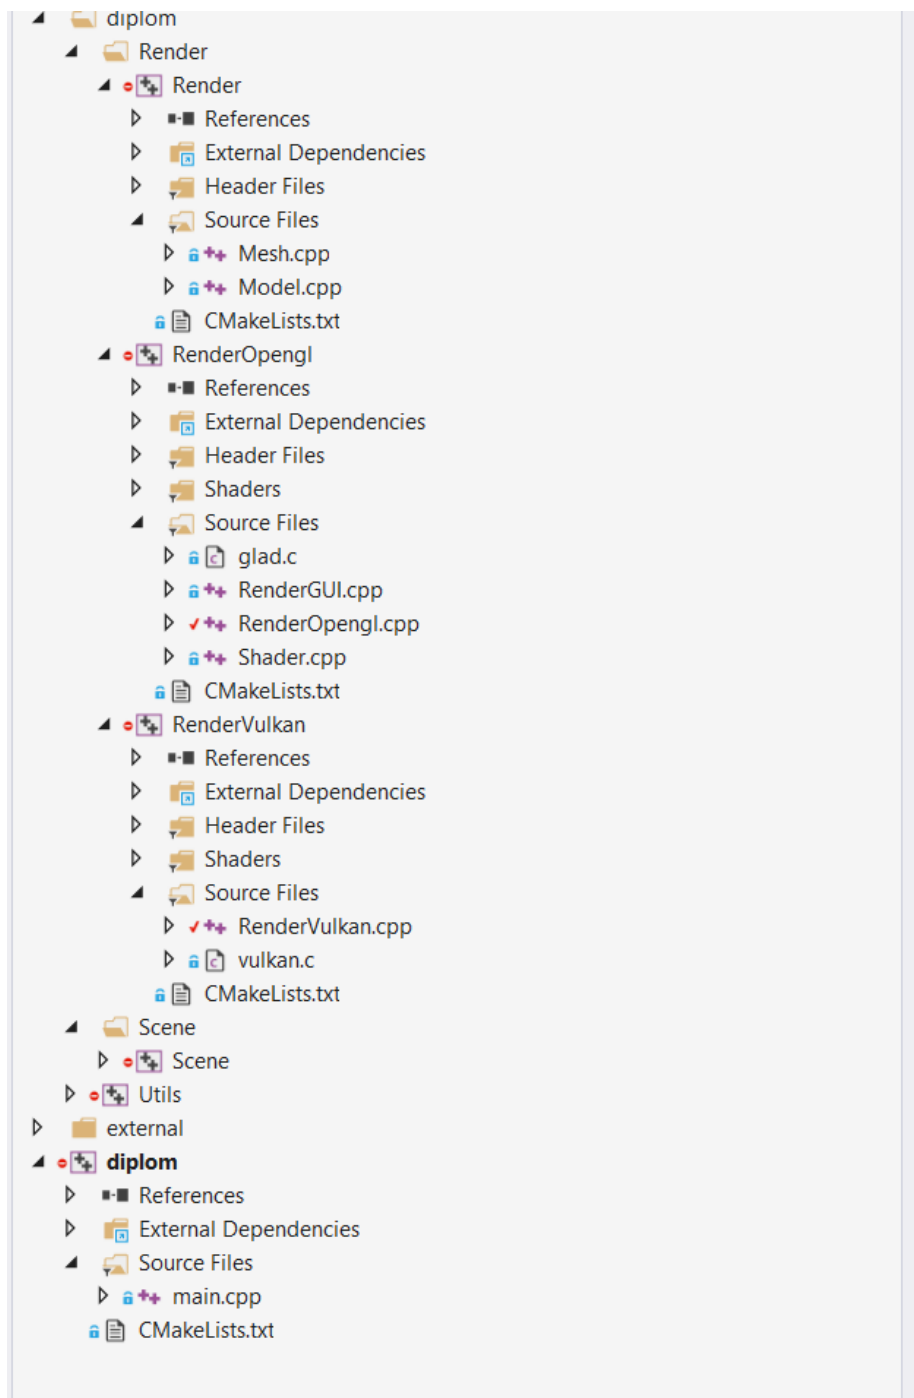 diplom
Render
Render
References
External Dependencies
Header Files
Source Files
Mesh.cpp
Model.cpp
CMakeLists.txt
RenderOpengl
References
External Dependencies
Header Files
Shaders
Source Files
glad.c
RenderGUI.cpp
RenderOpengl.cpp
Shader.cpp
CMakeLists.txt
RenderVulkan
References
External Dependencies
Header Files
Shaders
Source Files
RenderVulkan.cpp
vulkan.c
CMakeLists.txt
Scene
Scene
Utils
external
diplom
References
External Dependencies
Source Files
main.cpp
CMakeLists.txt